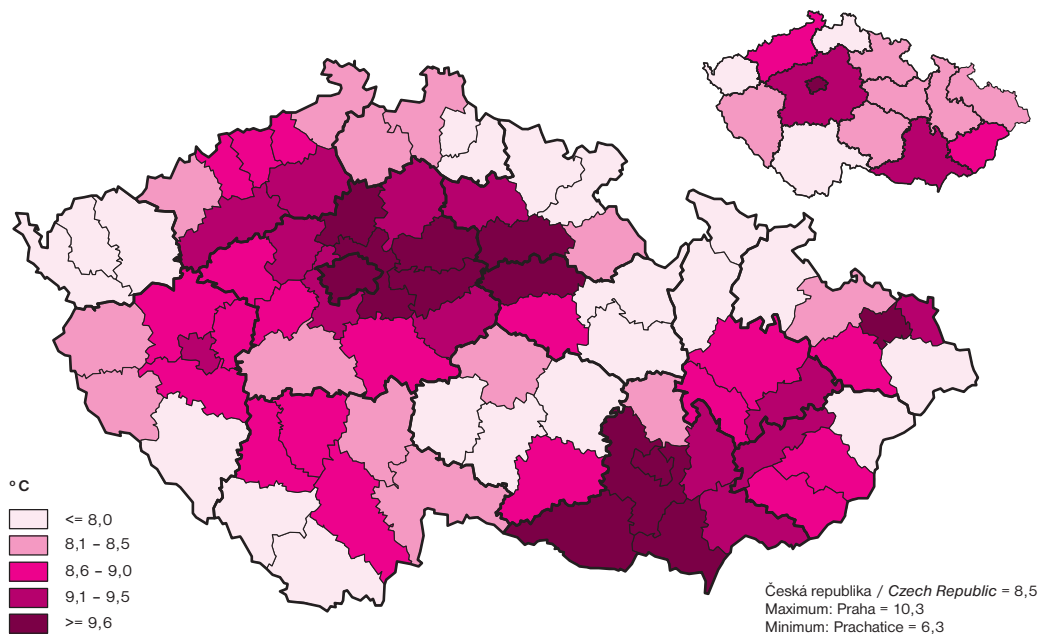 °C
<= 8,0
8,1 – 8,5
8,6 – 9,0
9,1 – 9,5
>= 9,6
Česká republika / Czech Republic = 8,5
Maximum: Praha = 10,3
Minimum: Prachatice = 6,3